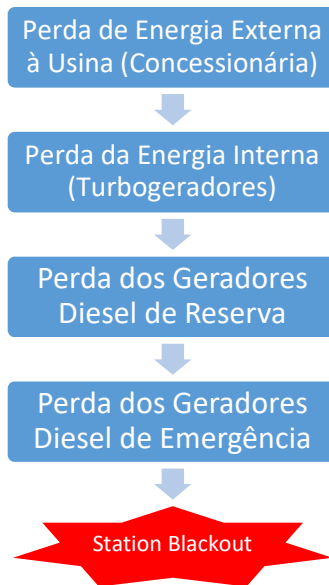 Perda de Energia Externa
à Usina (Concessionária)
Perda da Energia Interna
(Turbogeradores)
Perda dos Geradores
Diesel de Reserva
Perda dos Geradores
Diesel de Emergência
Station Blackout